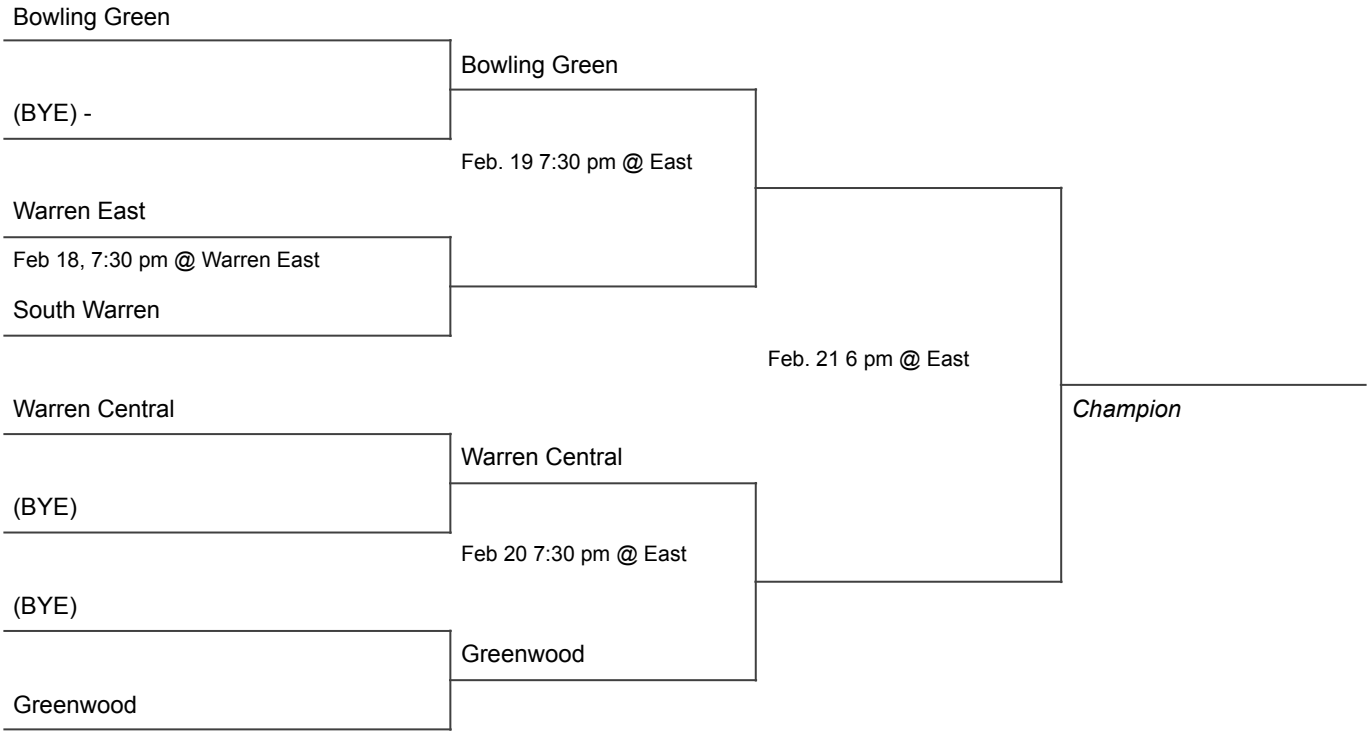 Bowling Green
Bowling Green
(BYE) -
Feb. 19 7:30 pm @ East
Warren East
Feb 18, 7:30 pm @ Warren East
South Warren
Feb. 21 6 pm @ East
Warren Central
Champion
Warren Central
(BYE)
Feb 20 7:30 pm @ East
(BYE)
Greenwood
Greenwood